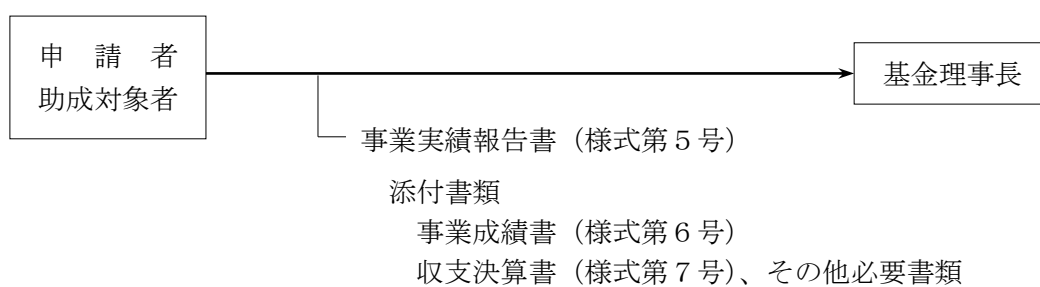 申　請　者
助成対象者
基金理事長
事業実績報告書（様式第５号）
添付書類
事業成績書（様式第６号）
収支決算書（様式第７号）、その他必要書類